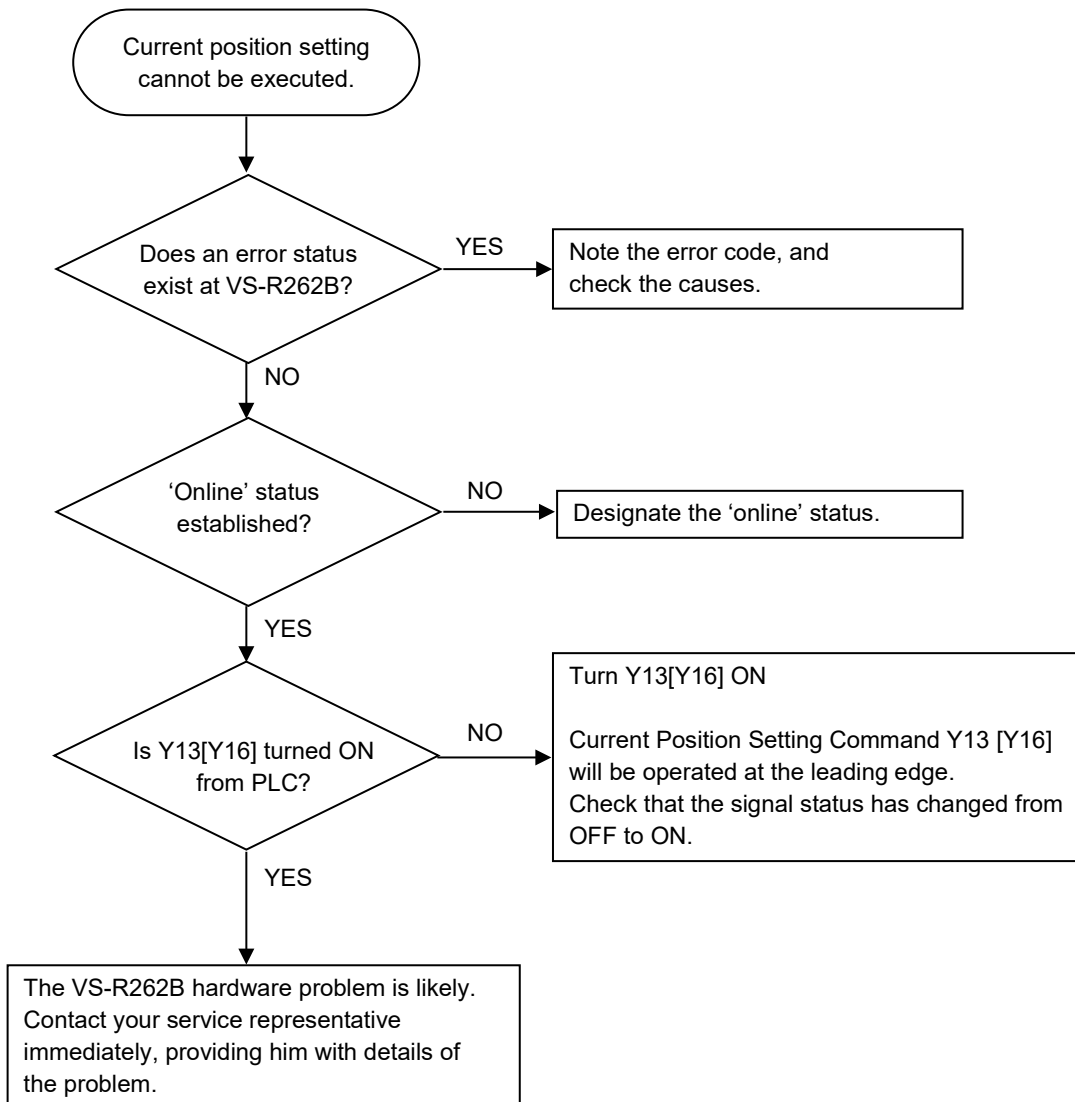 Current position setting
cannot be executed.
Does an error status
exist at VS-R262B?
YES
Note the error code, and
check the causes.
NO
‘Online’ status
established?
NO
Designate the ‘online’ status.
YES
Is Y13[Y16] turned ON
from PLC?
NO
Turn Y13[Y16] ON
Current Position Setting Command Y13 [Y16]
will be operated at the leading edge.
Check that the signal status has changed from
OFF to ON.
YES
The VS-R262B hardware problem is likely.
Contact your service representative
immediately, providing him with details of
the problem.